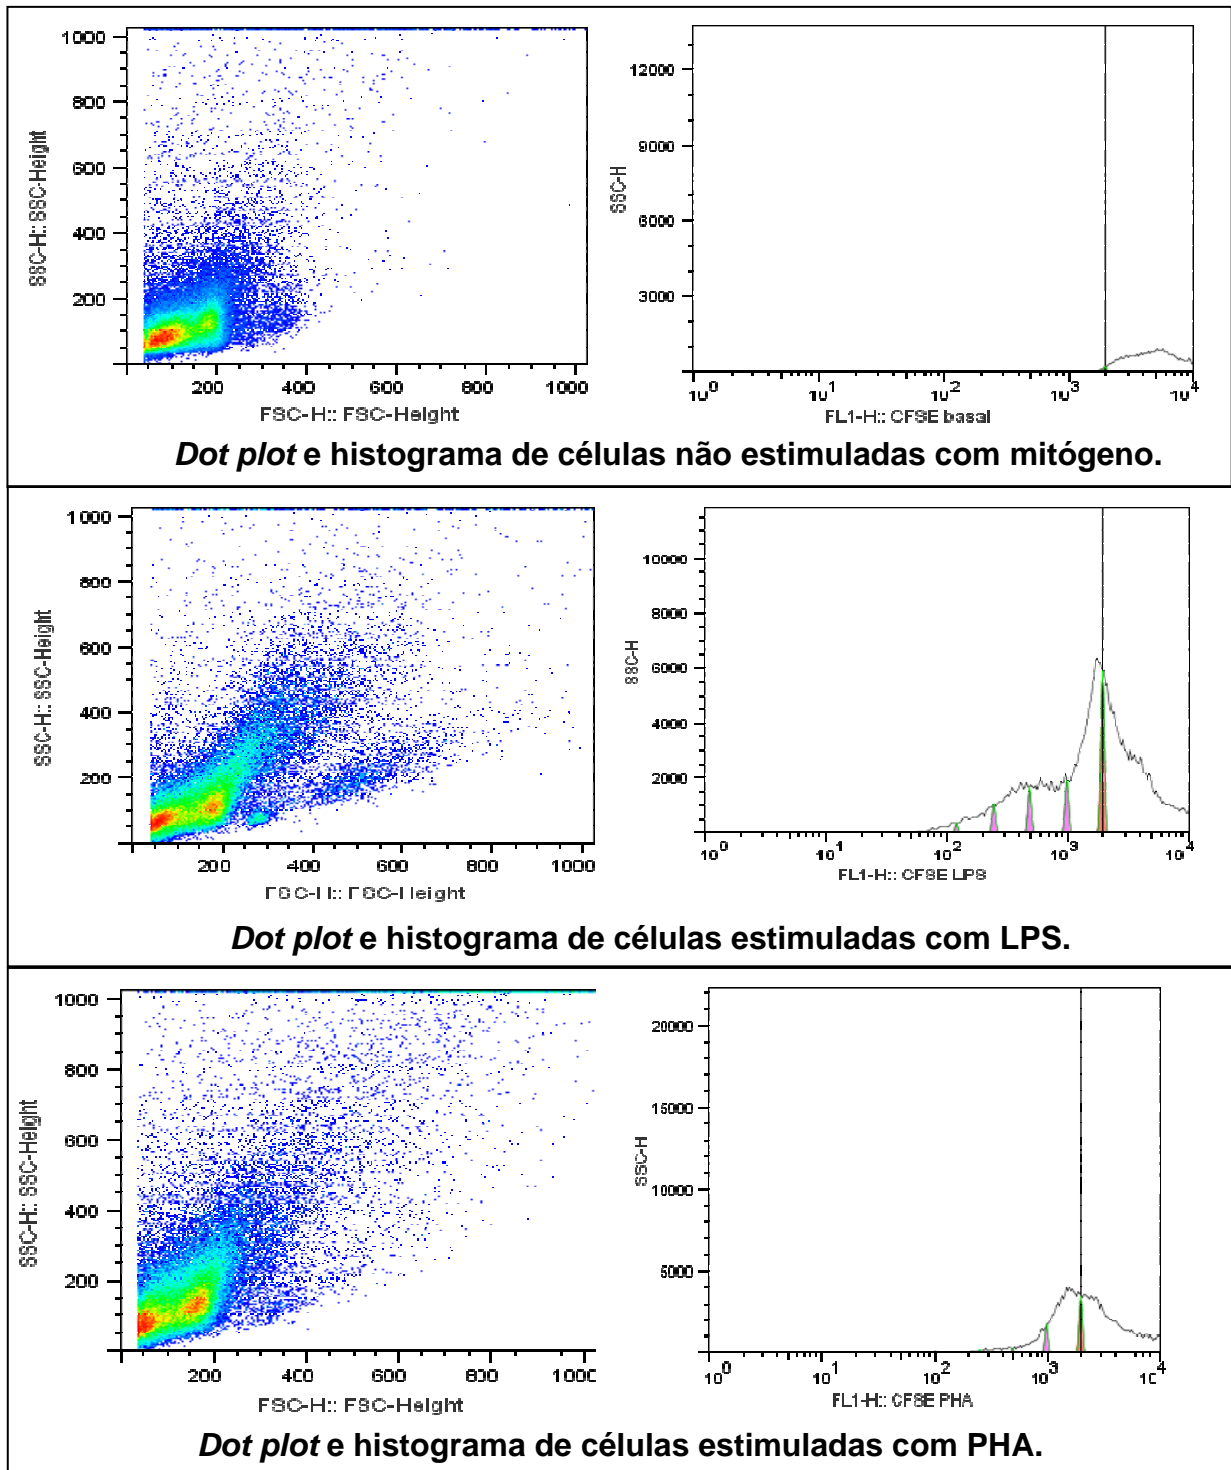 1000
800
600
400
200
SSC-H:: SSC-Height
200 400 600 800 1000
FSC-H:: FSC-Height
12000
9000
6000
3000
SSC-H
10^0 10^1 10^2 10^3 10^4
FL1-H:: CFSE basal
Dot plot e histograma de células não estimuladas com mitógeno.
1000
800
600
400
200
SSC-H:: SSC-Height
200 400 600 800 1000
FSC-H:: FSC-Height
10000
8000
6000
4000
2000
SSC-H
10^0 10^1 10^2 10^3 10^4
FL1-H:: CFSE LPS
Dot plot e histograma de células estimuladas com LPS.
1000
800
600
400
200
SSC-H:: SSC-Height
200 400 600 800 1000
FSC-H:: FSC-Height
20000
15000
10000
5000
SSC-H
10^0 10^1 10^2 10^3 10^4
FL1-H:: CFSE PHA
Dot plot e histograma de células estimuladas com PHA.